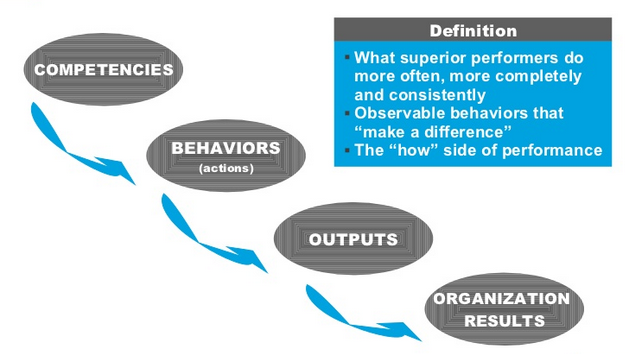 Definition
▪ What superior performers do
more often, more completely
and consistently
▪ Observable behaviors that
“make a difference”
▪ The “how” side of performance
COMPETENCIES
BEHAVIORS
(actions)
OUTPUTS
ORGANIZATION
RESULTS